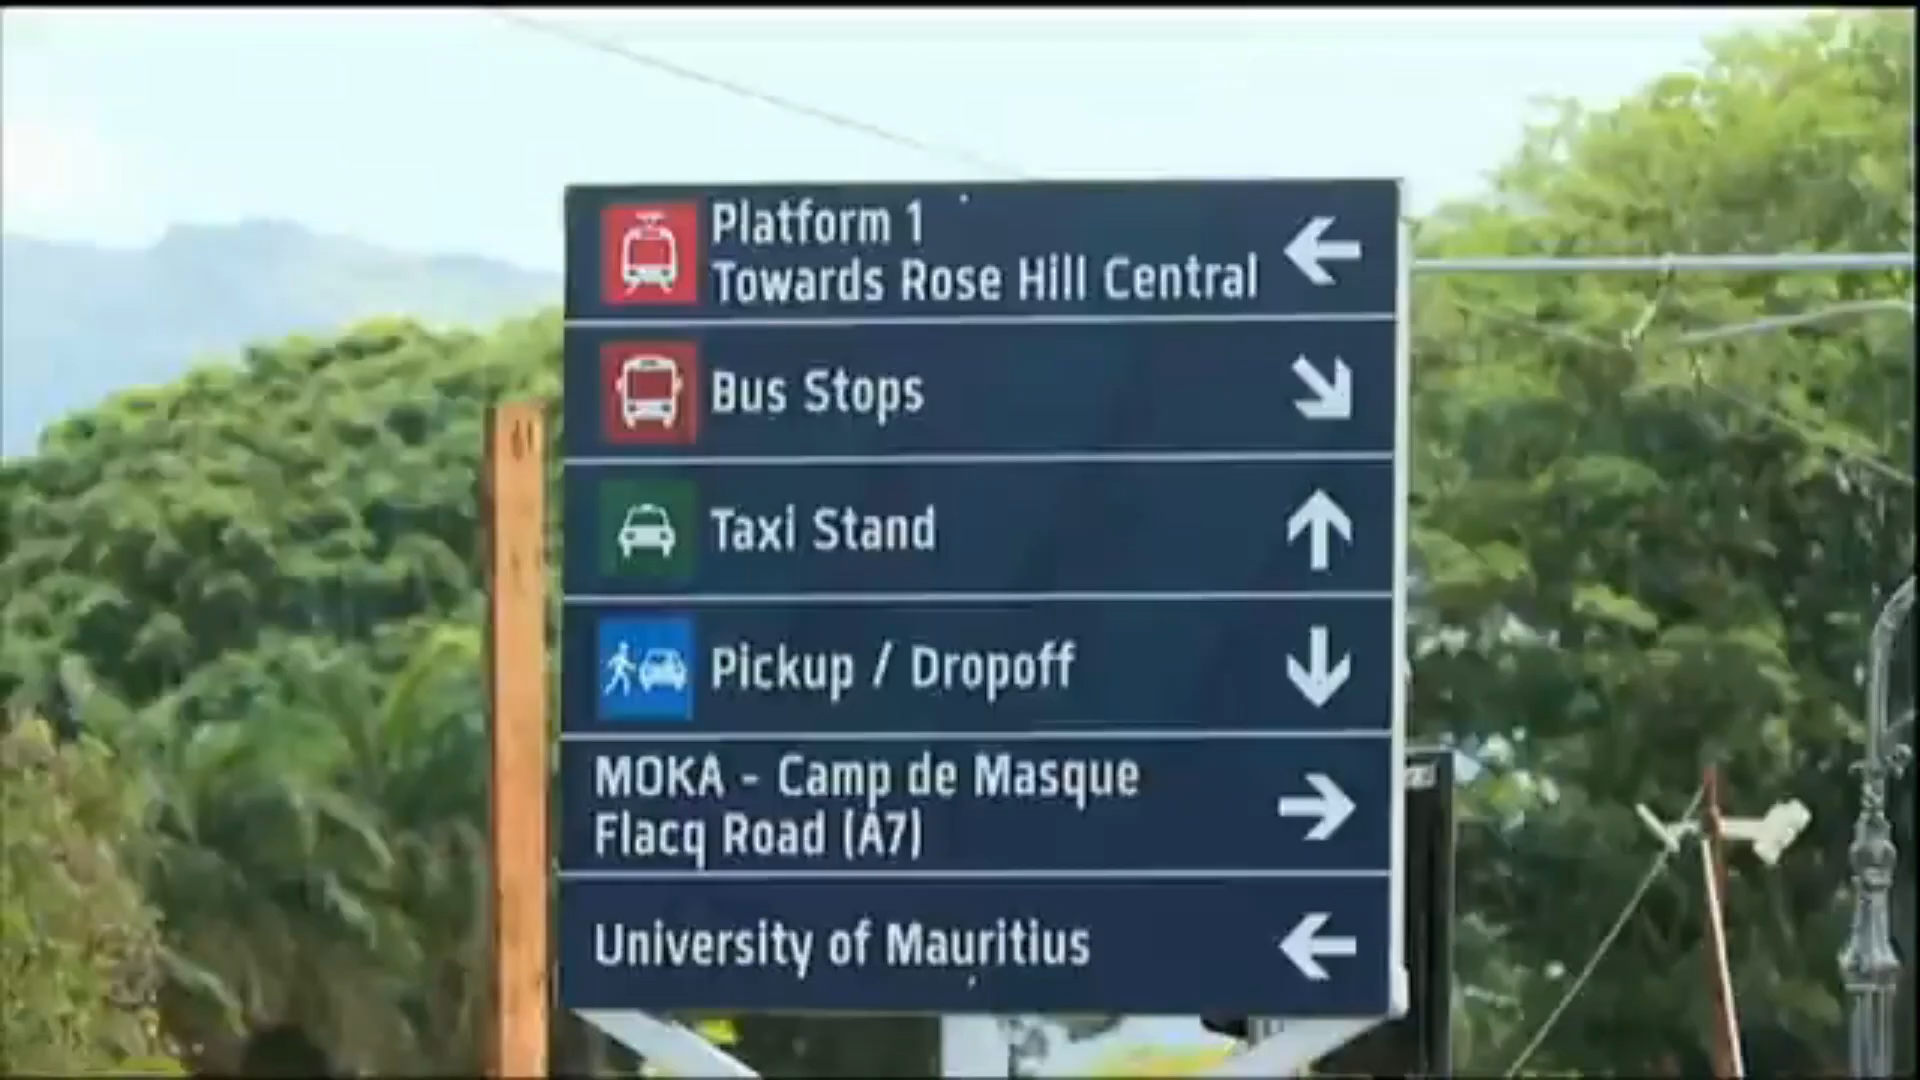 Platform 1
Towards Rose Hill Central
Bus Stops
Taxi Stand
Pickup / Dropoff
MOKA - Camp de Masque
Flacq Road (A7)
University of Mauritius